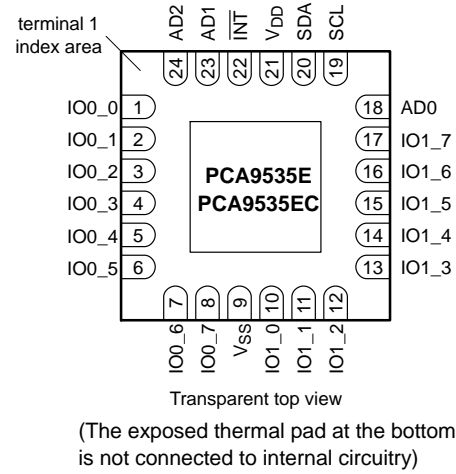 terminal 1
index area
AD2
AD1
INT
VDD
SDA
SCL
24
23
22
21
20
19
IO0_0 1
IO0_1 2
IO0_2 3
IO0_3 4
IO0_4 5
IO0_5 6
PCA9535E
PCA9535EC
18 AD0
17 IO1_7
16 IO1_6
15 IO1_5
14 IO1_4
13 IO1_3
7
8
9
10
11
12
IO0_6
IO0_7
VSS
IO1_0
IO1_1
IO1_2
Transparent top view
(The exposed thermal pad at the bottom
is not connected to internal circuitry)